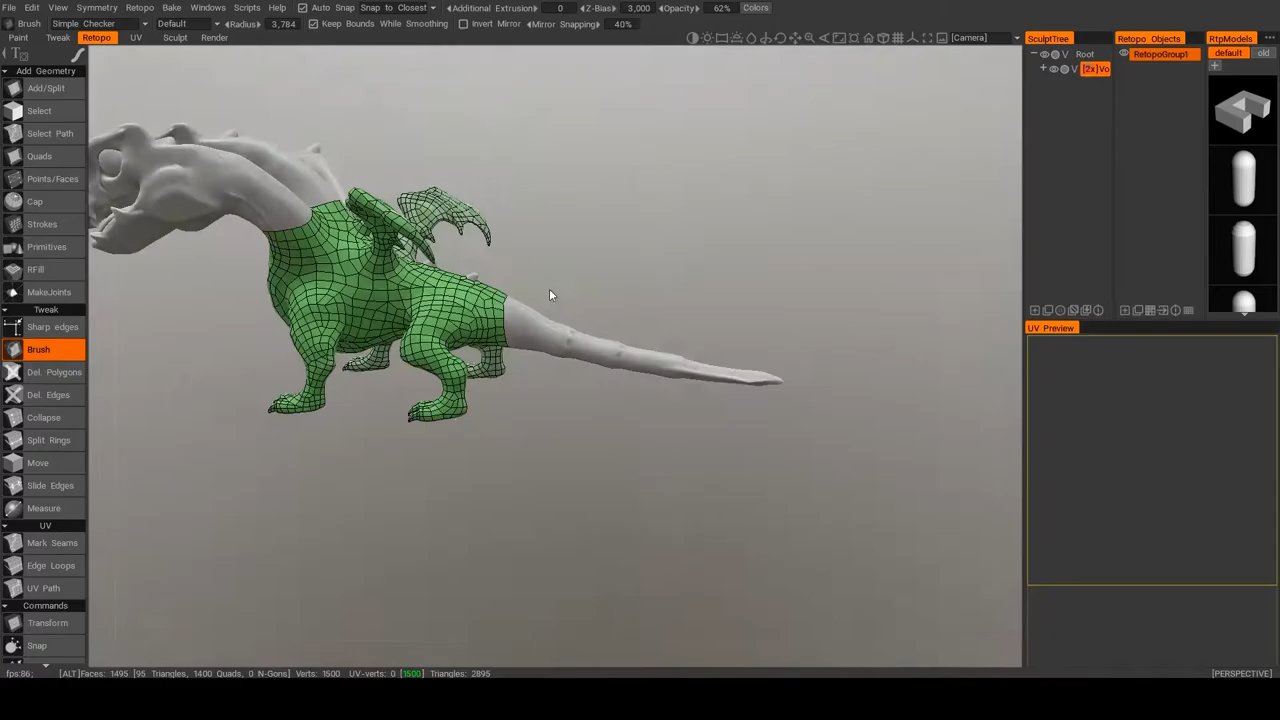 File Edit View Symmetry Retopo Bake Windows Scripts Help Auto Snap Snap to Closest Additional Extrusion 0 Z-Bias 3,000 Opacity 62% Colors
Brush Simple Checker Default Radius 3,784 Keep Bounds While Smoothing Invert Mirror Mirror Snapping 40%
Paint Tweak Retopo UV Sculpt Render [Camera] SculptTree Retopo Objects RtpModels
Root RetopoGroup1 default old
[2x]Vo
Add Geometry
Add/Split
Select
Select Path
Quads
Points/Faces
Cap
Strokes
Primitives
RFill
MakeJoints
Tweak
Sharp edges
Brush
Del. Polygons
Del. Edges
Collapse
Split Rings
Move
Slide Edges
Measure
UV
Mark Seams
Edge Loops
UV Path
Commands
Transform
Snap
UV Preview
fps:86; [ALT]Faces: 1495 [95 Triangles, 1400 Quads, 0 N-Gons] Verts: 1500 UV-verts: 0 [1500] Triangles: 2895 [PERSPECTIVE]